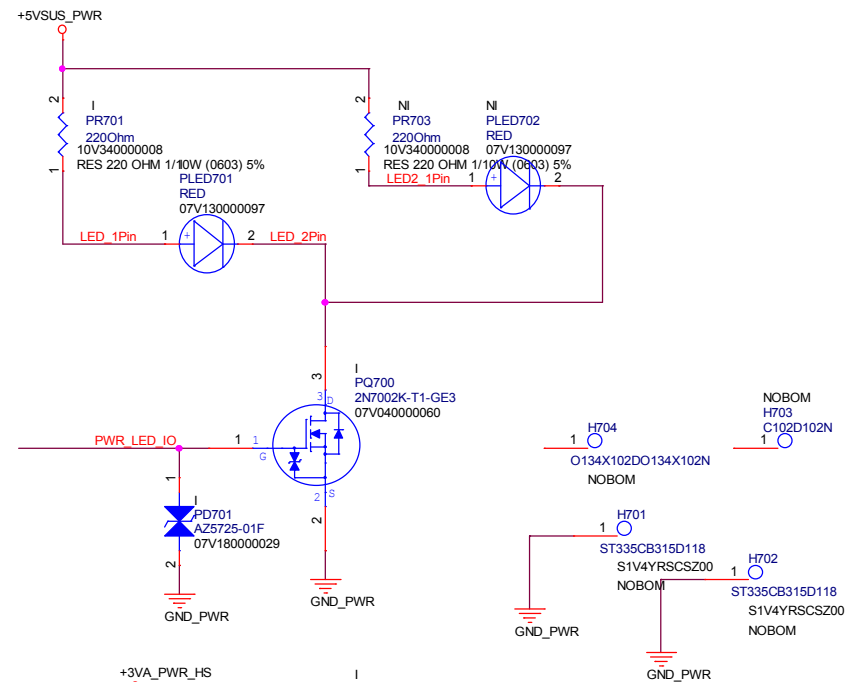 +5VSUS_PWR
2
I
PR701
220Ohm
10V340000008
RES 220 OHM 1/10W (0603) 5%
1
2
NI
PR703
220Ohm
10V340000008
RES 220 OHM 1/10W (0603) 5%
1
NI
PLED702
RED
07V130000097
LED2_1Pin
1
+
2
PLED701
RED
07V130000097
LED_1Pin
1
+
2
LED_2Pin
3
3
D
I
PQ700
2N7002K-T1-GE3
07V040000060
PWR_LED_IO
1
1
G
2
S
2
GND_PWR
1
I
PD701
AZ5725-01F
07V180000029
2
GND_PWR
1
H704
O134X102DO134X102N
NOBOM
NOBOM
H703
C102D102N
1
1
H701
ST335CB315D118
S1V4YRSCSZ00
NOBOM
GND_PWR
1
H702
ST335CB315D118
S1V4YRSCSZ00
NOBOM
GND_PWR
+3VA_PWR_HS
I